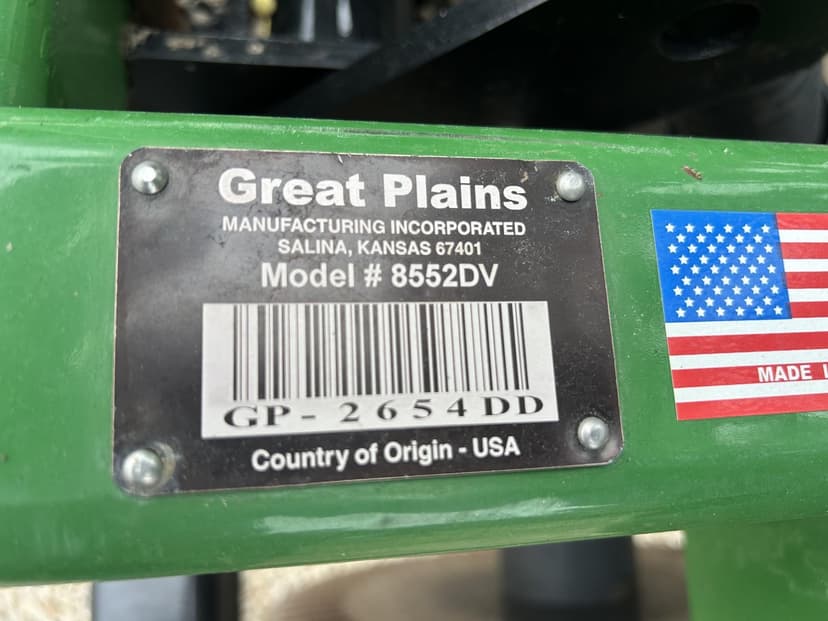 Great Plains
MANUFACTURING INCORPORATED
SALINA, KANSAS 67401
Model # 8552DV
GP-2654DD
Country of Origin - USA
MADE